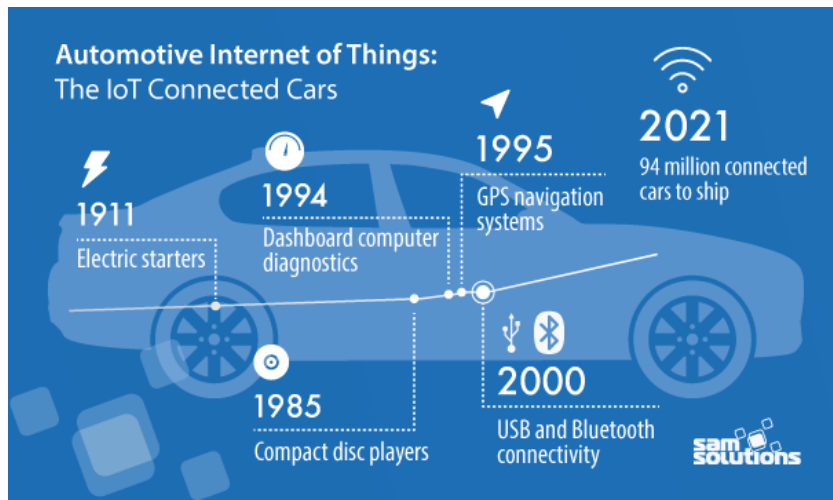 Automotive Internet of Things:
The IoT Connected Cars
1911
Electric starters
1994
Dashboard computer
diagnostics
1995
GPS navigation
systems
2021
94 million connected
cars to ship
1985
Compact disc players
2000
USB and Bluetooth
connectivity
sam
solutions